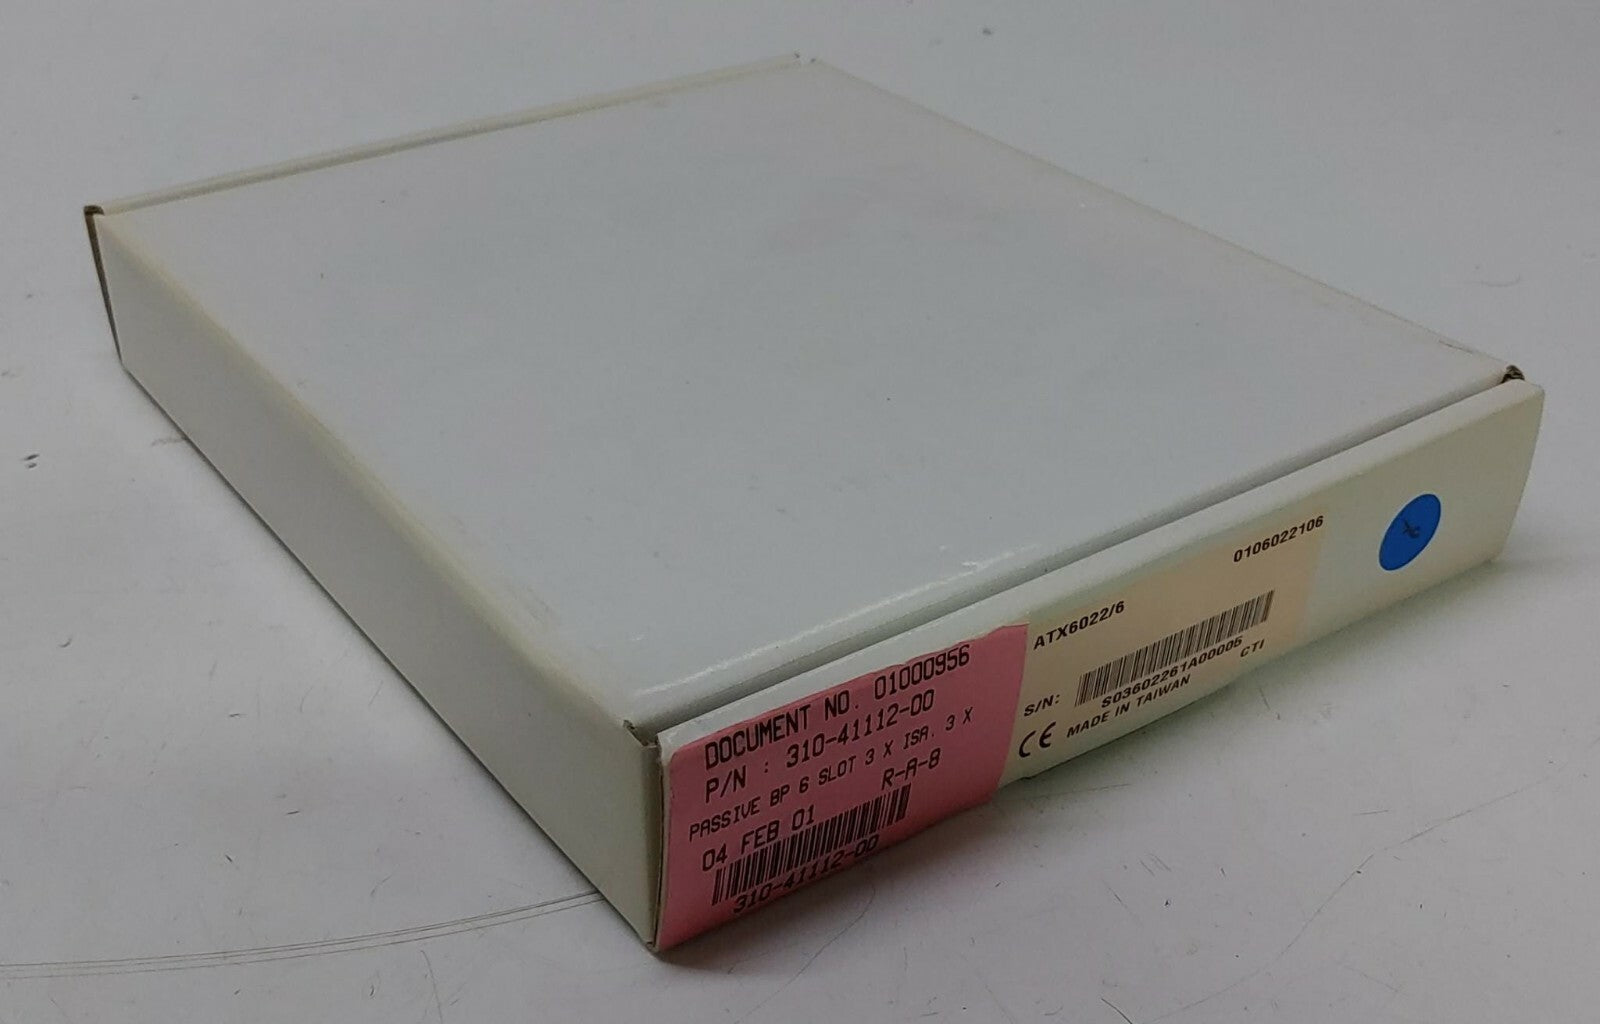 DOCUMENT NO. 01000956
P/N : 310-41112-00
PASSIVE BP 6 SLOT 3 X ISA. 3 X
R-A-8
04 FEB 01
310-41112-00
ATX6022/6
0106022106
S/N:
S03602261A00005
CTI
CE MADE IN TAIWAN